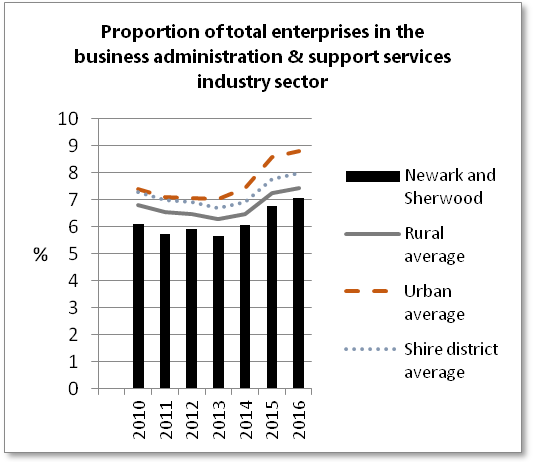 Proportion of total enterprises in the
business administration & support services
industry sector
10
9
8
7
6
5
4
3
2
1
0
%
2010
2011
2012
2013
2014
2015
2016
Newark and
Sherwood
Rural
average
Urban
average
Shire district
average